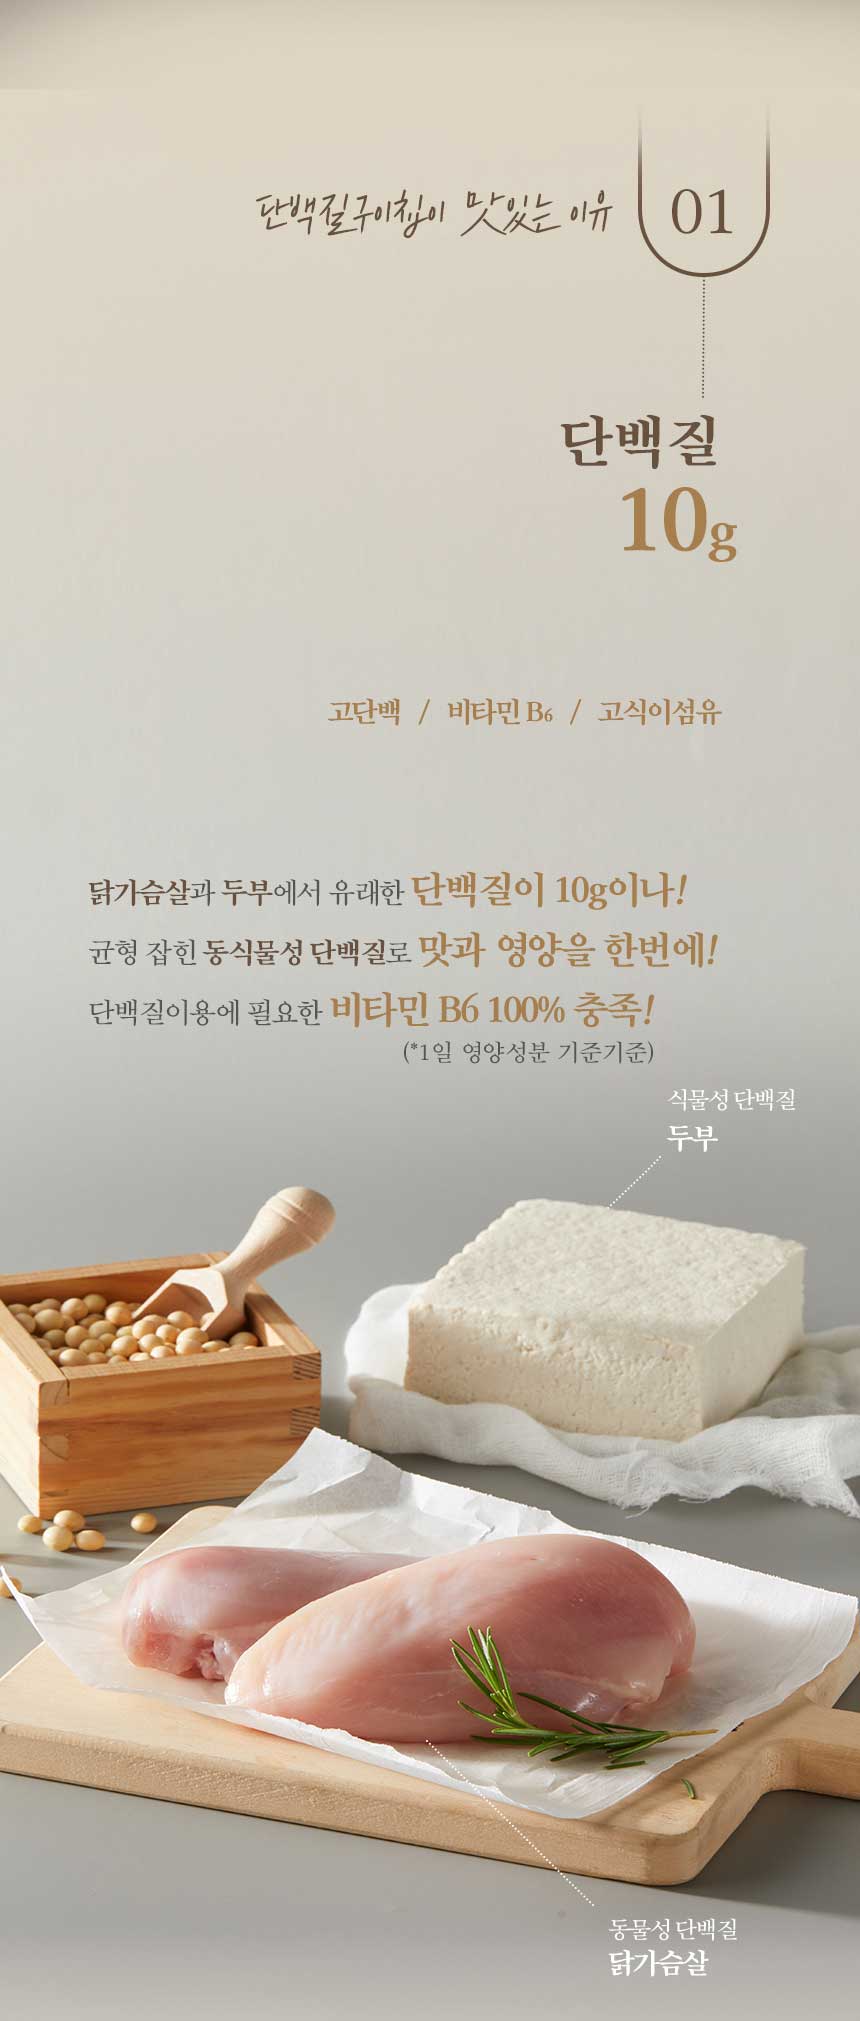 단백질구이칩이 맛있는 이유
01
단백질
10g
고단백 / 비타민 B6 / 고식이섬유
닭가슴살과 두부에서 유래한 단백질이 10g이나!
균형 잡힌 동식물성 단백질로 맛과 영양을 한번에!
단백질이용에 필요한 비타민 B6 100% 충족!
(*1일 영양성분 기준기준)
식물성 단백질
두부
동물성 단백질
닭가슴살